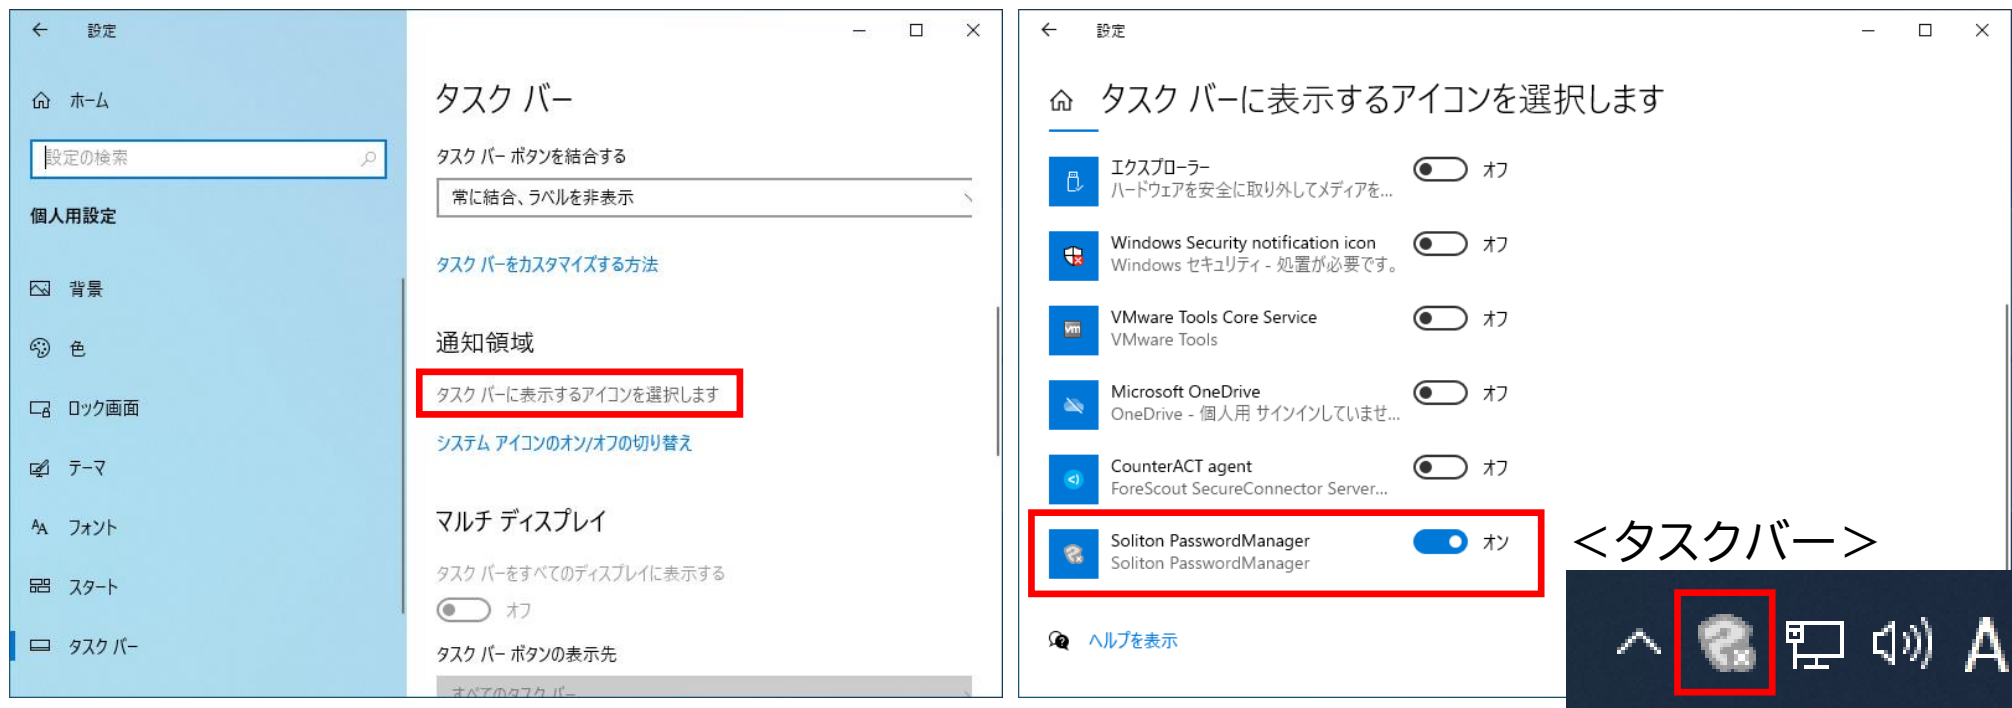 設定
ホーム
設定の検索
個人用設定
背景
色
ロック画面
テーマ
フォント
スタート
タスク バー
タスク バー
タスク バー ボタンを結合する
常に結合、ラベルを非表示
タスク バーをカスタマイズする方法
通知領域
タスク バーに表示するアイコンを選択します
システム アイコンのオン/オフの切り替え
マルチ ディスプレイ
タスク バーをすべてのディスプレイに表示する
オフ
タスク バー ボタンの表示先
すべてのタスク バー
設定
タスク バーに表示するアイコンを選択します
エクスプローラー
オフ
ハードウェアを安全に取り外してメディアを...
Windows Security notification icon
オフ
Windows セキュリティ - 処置が必要です。
VMware Tools Core Service
オフ
VMware Tools
vm
Microsoft OneDrive
オフ
OneDrive - 個人用 サインインしていませ...
CounterACT agent
オフ
ForeScout SecureConnector Server...
Soliton PasswordManager
オン
Soliton PasswordManager
ヘルプを表示
＜タスクバー＞
A